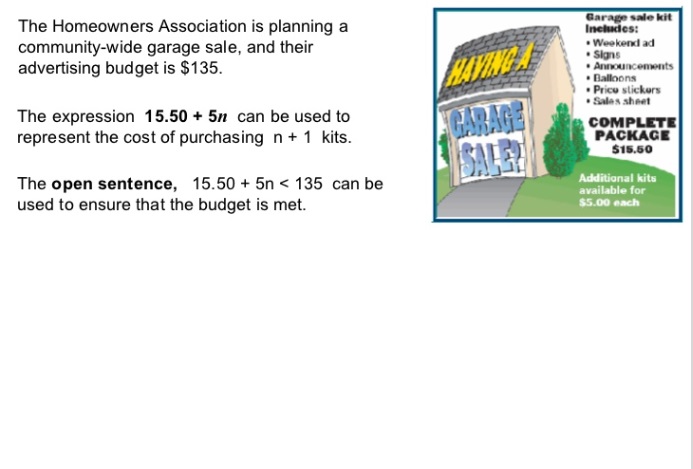 The Homeowners Association is planning a
community-wide garage sale, and their
advertising budget is $135.
The expression 15.50 + 5n can be used to
represent the cost of purchasing n + 1 kits.
The open sentence, 15.50 + 5n < 135 can be
used to ensure that the budget is met.
HAVING A
GARAGE
SALE?
Garage sale kit
includes:
• Weekend ad
• Signs
• Announcements
• Balloons
• Price stickers
• Sales sheet
COMPLETE
PACKAGE
$15.50
Additional kits
available for
$5.00 each